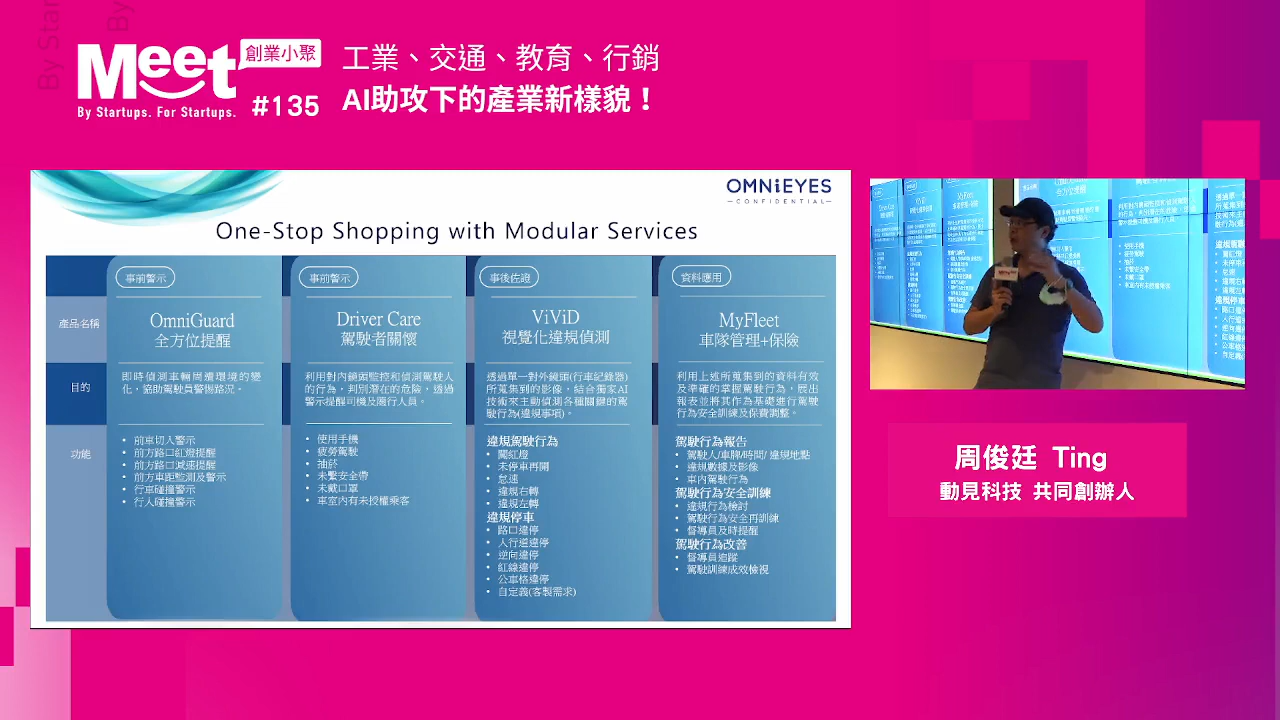 Meet 創業小聚
By Startups. For Startups.
#135
工業、交通、教育、行銷
AI助攻下的產業新樣貌！
OMNiEYES
CONFIDENTIAL
One-Stop Shopping with Modular Services
產品名稱
目的
功能
事前警示
OmniGuard
全方位提醒
即時偵測車輛周遭環境的變
化，協助駕駛員警惕路況。
• 前車切入警示
• 前方路口紅燈提醒
• 前方路口減速提醒
• 前方車距監測及警示
• 行車碰撞警示
• 行人碰撞警示
事前警示
Driver Care
駕駛者關懷
利用對內鏡頭監控和偵測駕駛人
的行為，判別潛在的危險，透過
警示提醒司機及隨行人員。
• 使用手機
• 疲勞駕駛
• 抽菸
• 未繫安全帶
• 未戴口罩
• 車室內有未授權乘客
事後佐證
ViViD
視覺化違規偵測
透過單一對外鏡頭(行車紀錄器)
所蒐集到的影像，結合獨家AI
技術來主動偵測各種關鍵的駕
駛行為(違規事項)。
違規駕駛行為
• 闖紅燈
• 未停車再開
• 怠速
• 違規右轉
• 違規左轉
違規停車
• 路口違停
• 人行道違停
• 逆向違停
• 紅線違停
• 公車格違停
• 自定義(客製需求)
資料應用
MyFleet
車隊管理+保險
利用上述所蒐集到的資料有效
及準確的掌握駕駛行為，展出
報表並將其作為基礎進行駕駛
行為安全訓練及保費調整。
駕駛行為報告
• 駕駛人/車牌/時間/ 違規地點
• 違規數據及影像
• 車內駕駛行為
駕駛行為安全訓練
• 違規行為檢討
• 駕駛行為安全再訓練
• 督導員及時提醒
駕駛行為改善
• 督導員追蹤
• 駕駛訓練成效檢視
周俊廷 Ting
動見科技 共同創辦人